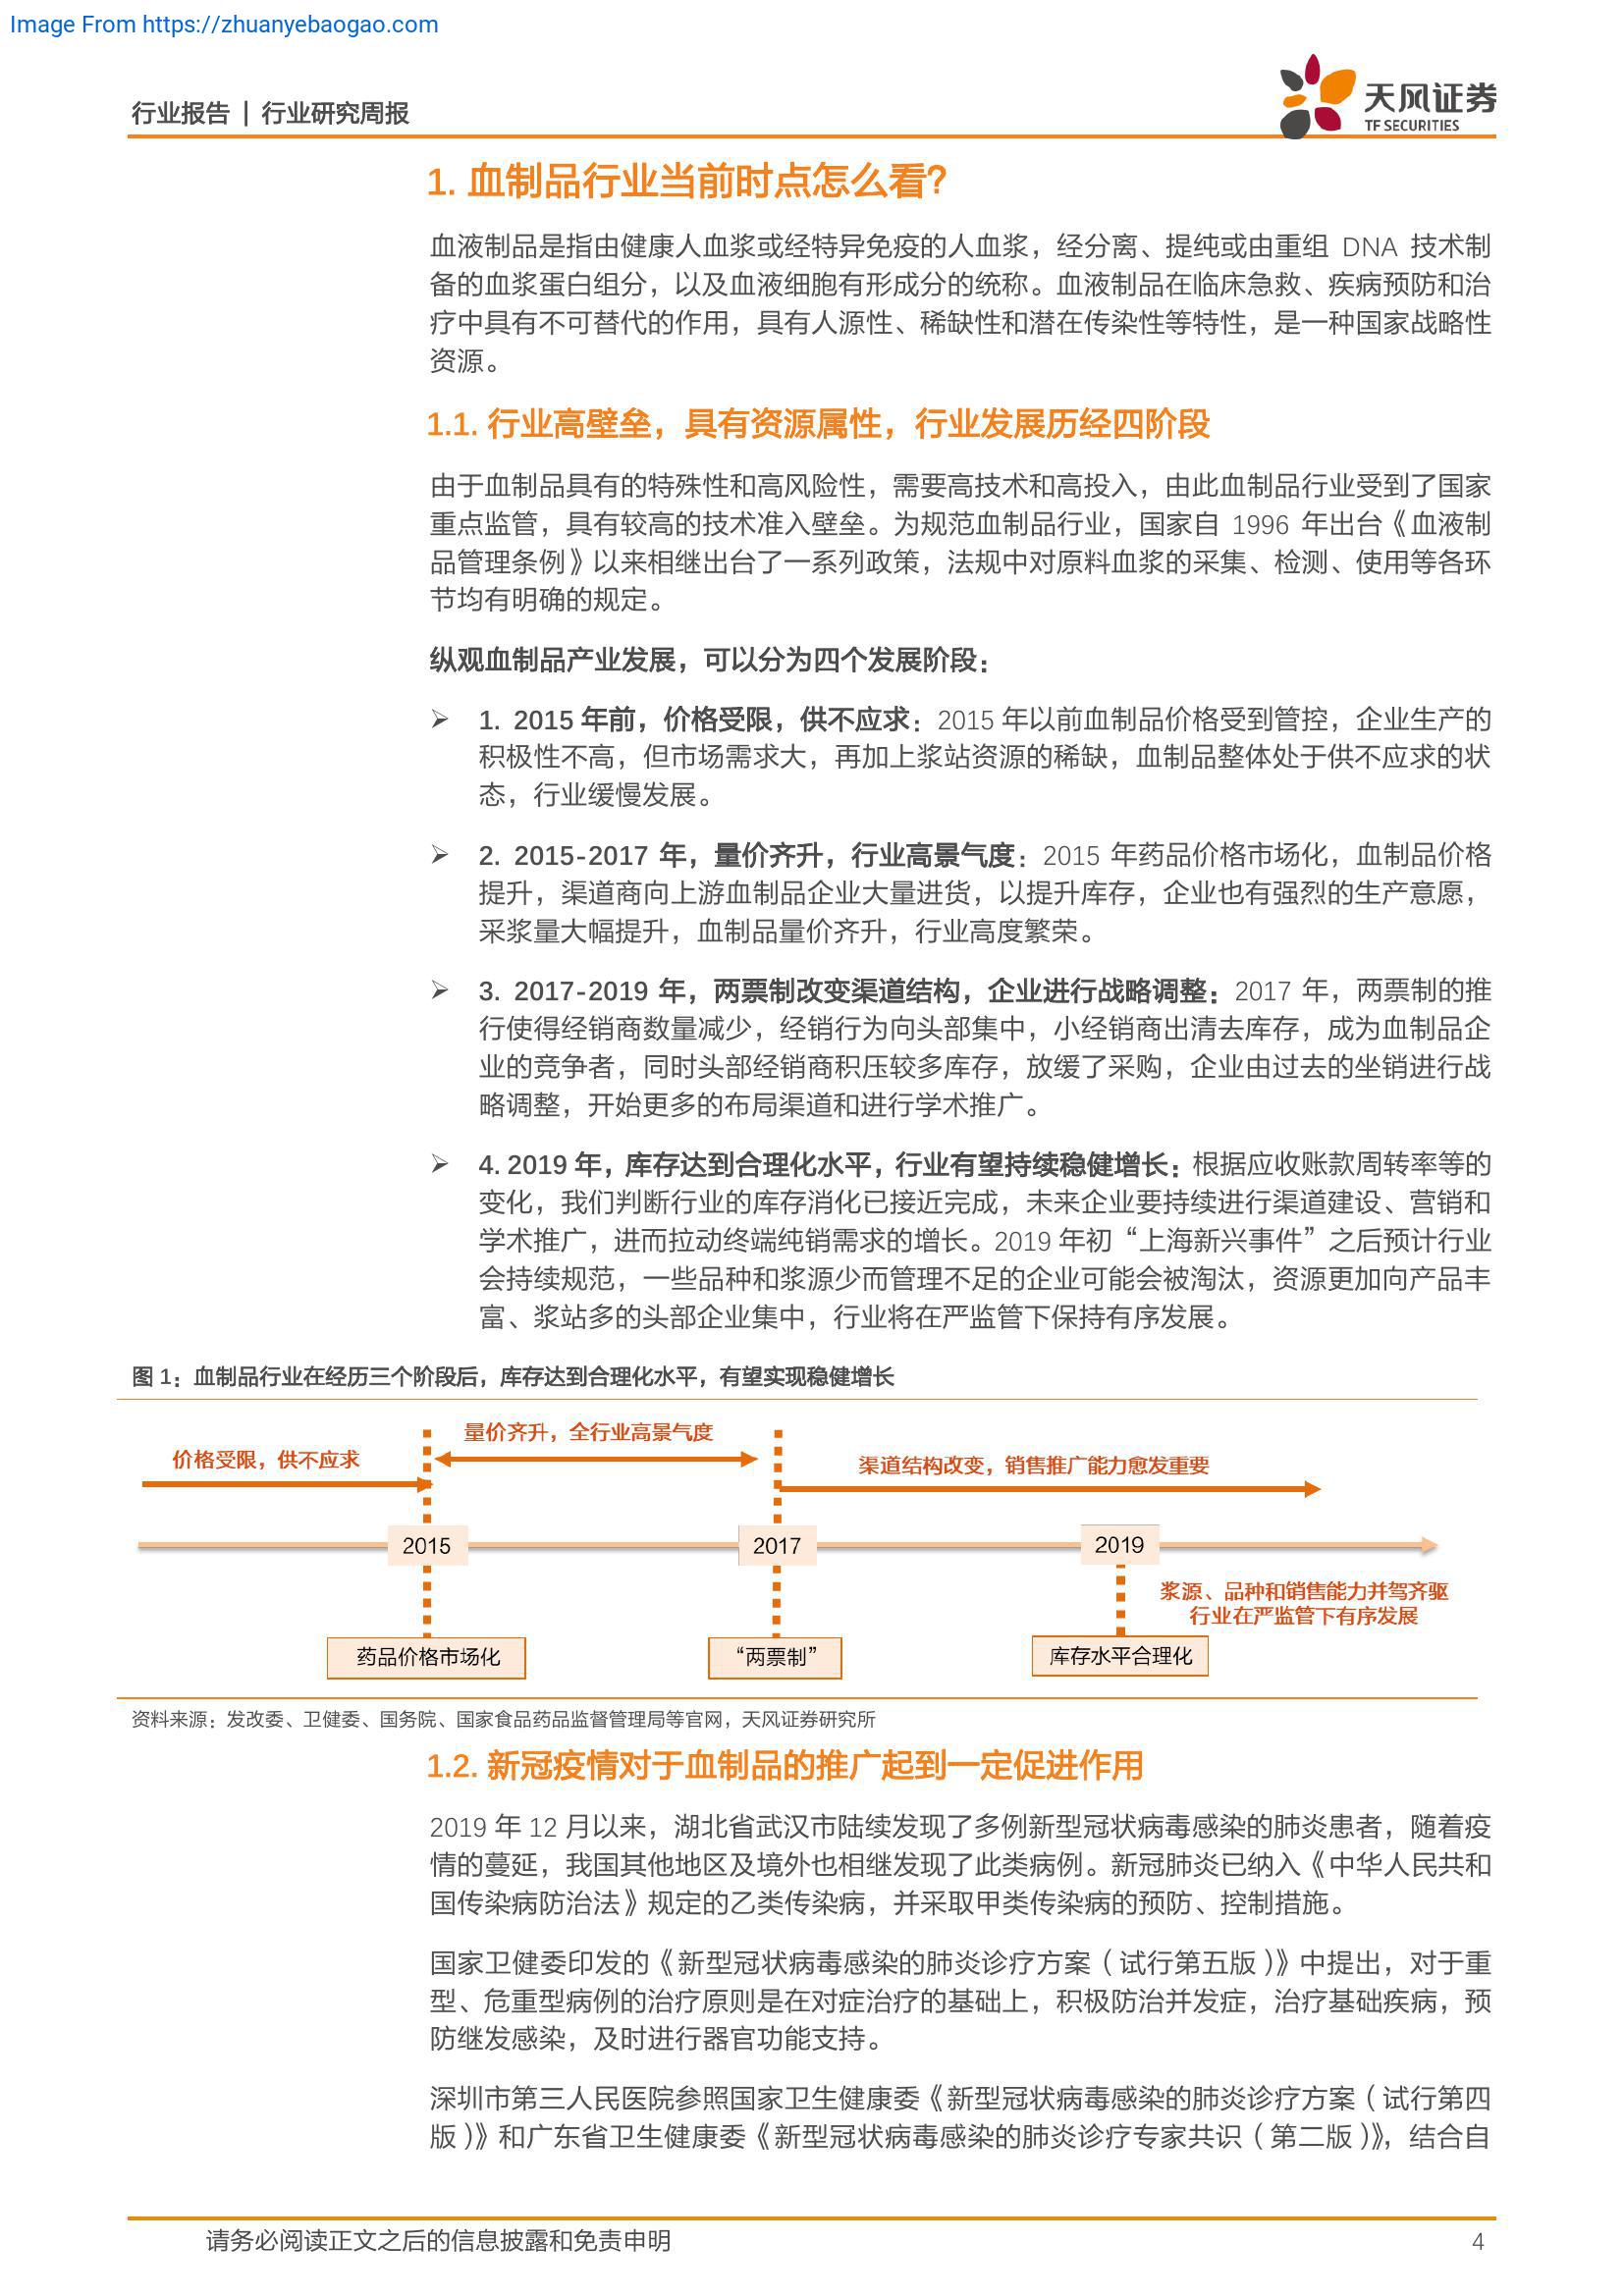 Image From https://zhuanyebaogao.com
行业报告 | 行业研究周报
天风证券
TF SECURITIES
1. 血制品行业当前时点怎么看？
血液制品是指由健康人血浆或经特异免疫的人血浆，经分离、提纯或由重组 DNA 技术制
备的血浆蛋白组分，以及血液细胞有形成分的统称。血液制品在临床急救、疾病预防和治
疗中具有不可替代的作用，具有人源性、稀缺性和潜在传染性等特性，是一种国家战略性
资源。
1.1. 行业高壁垒，具有资源属性，行业发展历经四阶段
由于血制品具有的特殊性和高风险性，需要高技术和高投入，由此血制品行业受到了国家
重点监管，具有较高的技术准入壁垒。为规范血制品行业，国家自 1996 年出台《血液制
品管理条例》以来相继出台了一系列政策，法规中对原料血浆的采集、检测、使用等各环
节均有明确的规定。
纵观血制品产业发展，可以分为四个发展阶段：
➢ 1. 2015 年前，价格受限，供不应求：2015 年以前血制品价格受到管控，企业生产的
积极性不高，但市场需求大，再加上浆站资源的稀缺，血制品整体处于供不应求的状
态，行业缓慢发展。
➢ 2. 2015-2017 年，量价齐升，行业高景气度：2015 年药品价格市场化，血制品价格
提升，渠道商向上游血制品企业大量进货，以提升库存，企业也有强烈的生产意愿，
采浆量大幅提升，血制品量价齐升，行业高度繁荣。
➢ 3. 2017-2019 年，两票制改变渠道结构，企业进行战略调整：2017 年，两票制的推
行使得经销商数量减少，经销行为向头部集中，小经销商出清去库存，成为血制品企
业的竞争者，同时头部经销商积压较多库存，放缓了采购，企业由过去的坐销进行战
略调整，开始更多的布局渠道和进行学术推广。
➢ 4. 2019 年，库存达到合理化水平，行业有望持续稳健增长：根据应收账款周转率等的
变化，我们判断行业的库存消化已接近完成，未来企业要持续进行渠道建设、营销和
学术推广，进而拉动终端纯销需求的增长。2019 年初“上海新兴事件”之后预计行业
会持续规范，一些品种和浆源少而管理不足的企业可能会被淘汰，资源更加向产品丰
富、浆站多的头部企业集中，行业将在严监管下保持有序发展。
图 1：血制品行业在经历三个阶段后，库存达到合理化水平，有望实现稳健增长
价格受限，供不应求
量价齐升，全行业高景气度
渠道结构改变，销售推广能力愈发重要
2015
2017
2019
浆源、品种和销售能力并驾齐驱
行业在严监管下有序发展
药品价格市场化
“两票制”
库存水平合理化
资料来源：发改委、卫健委、国务院、国家食品药品监督管理局等官网，天风证券研究所
1.2. 新冠疫情对于血制品的推广起到一定促进作用
2019 年 12 月以来，湖北省武汉市陆续发现了多例新型冠状病毒感染的肺炎患者，随着疫
情的蔓延，我国其他地区及境外也相继发现了此类病例。新冠肺炎已纳入《中华人民共和
国传染病防治法》规定的乙类传染病，并采取甲类传染病的预防、控制措施。
国家卫健委印发的《新型冠状病毒感染的肺炎诊疗方案（试行第五版）》中提出，对于重
型、危重型病例的治疗原则是在对症治疗的基础上，积极防治并发症，治疗基础疾病，预
防继发感染，及时进行器官功能支持。
深圳市第三人民医院参照国家卫生健康委《新型冠状病毒感染的肺炎诊疗方案（试行第四
版）》和广东省卫生健康委《新型冠状病毒感染的肺炎诊疗专家共识（第二版）》，结合自
请务必阅读正文之后的信息披露和免责申明
4